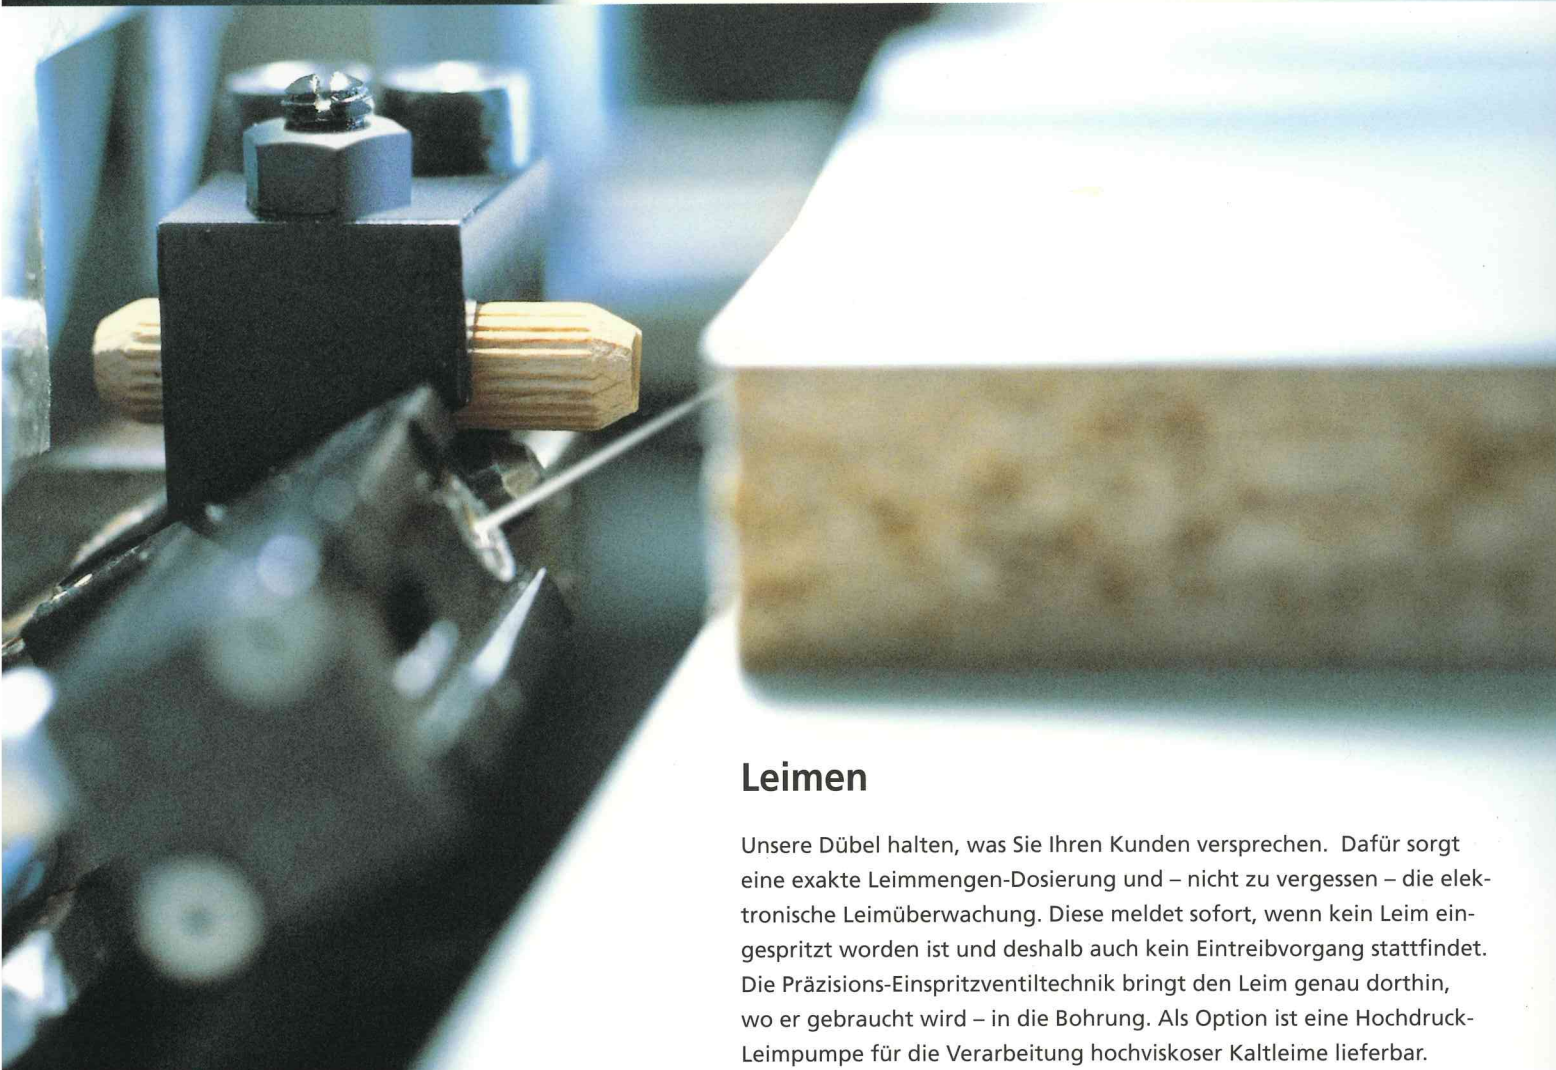 Leimen
Unsere Dübel halten, was Sie Ihren Kunden versprechen.  Dafür sorgt
eine exakte Leimmengen-Dosierung und – nicht zu vergessen – die elek-
tronische Leimüberwachung. Diese meldet sofort, wenn kein Leim ein-
gespritzt worden ist und deshalb auch kein Eintreibvorgang stattfindet.
Die Präzisions-Einspritzventiltechnik bringt den Leim genau dorthin,
wo er gebraucht wird – in die Bohrung. Als Option ist eine Hochdruck-
Leimpumpe für die Verarbeitung hochviskoser Kaltleime lieferbar.